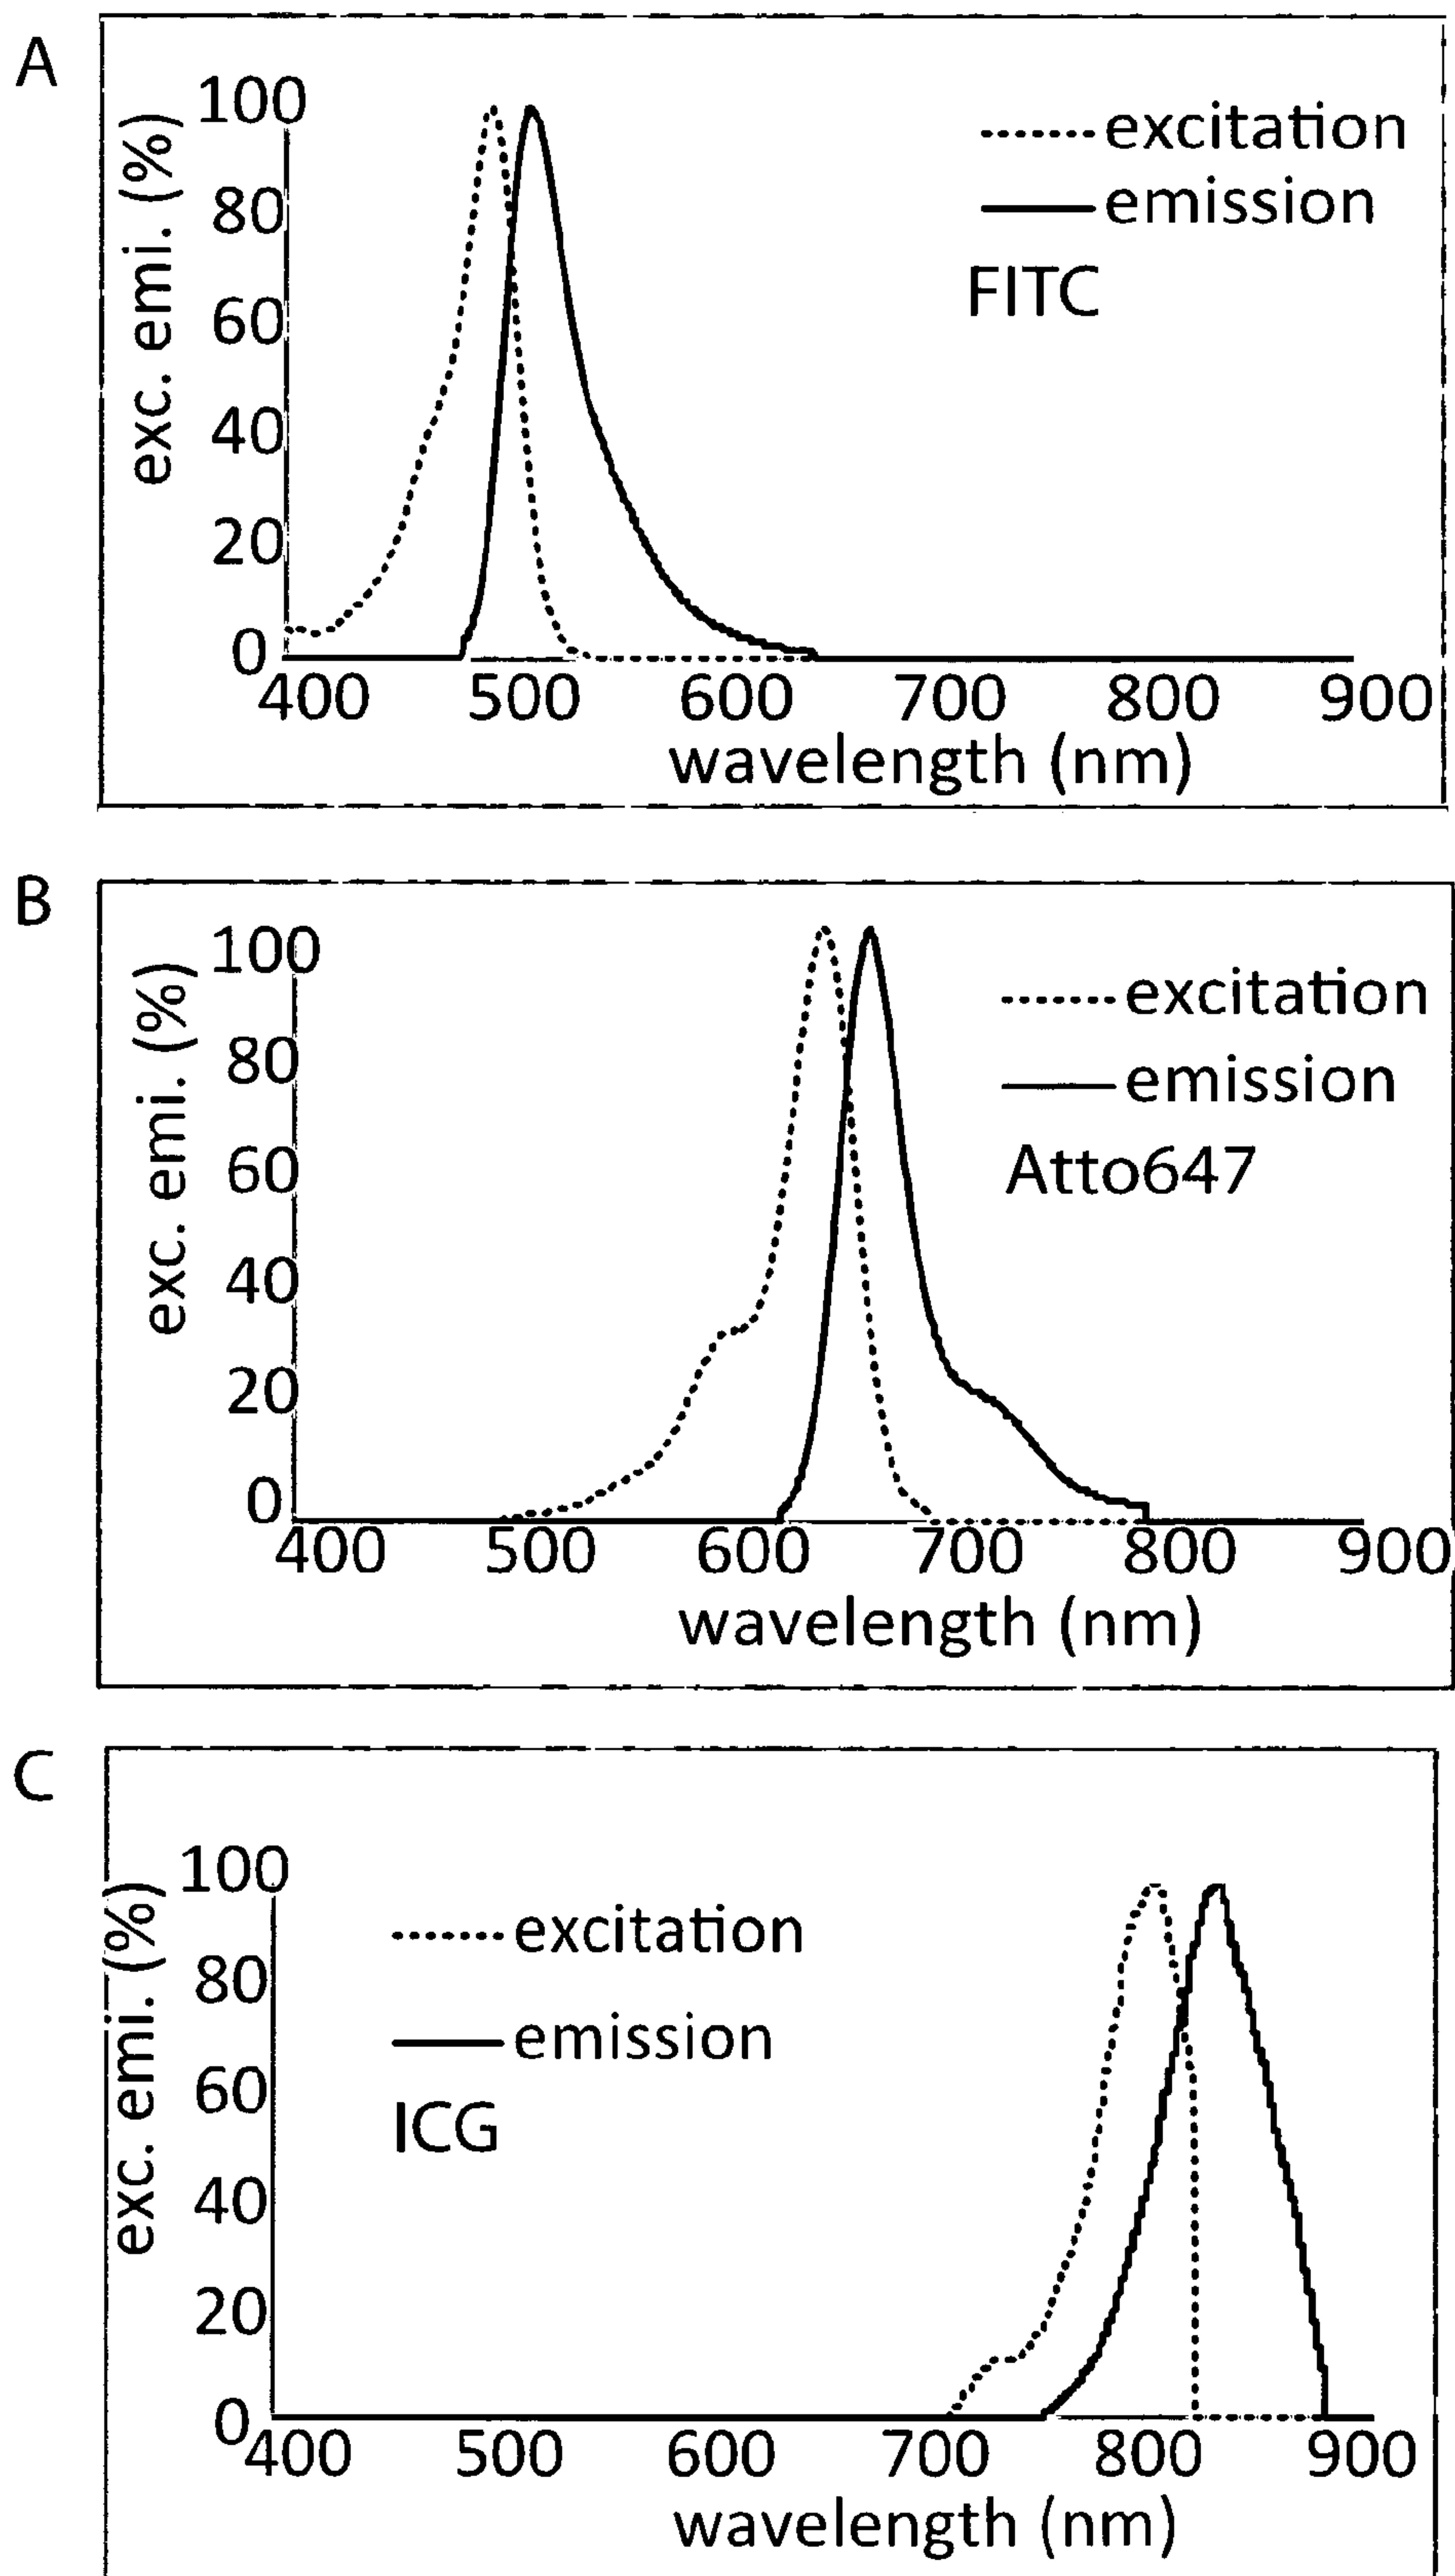 A
exc. emi. (%)
100
80
60
40
20
0
excitation
emission
FITC
400 500 600 700 800 900
wavelength (nm)
B
exc. emi. (%)
100
80
60
40
20
0
excitation
emission
Atto647
400 500 600 700 800 900
wavelength (nm)
C
exc. emi. (%)
100
80
60
40
20
0
excitation
emission
ICG
400 500 600 700 800 900
wavelength (nm)